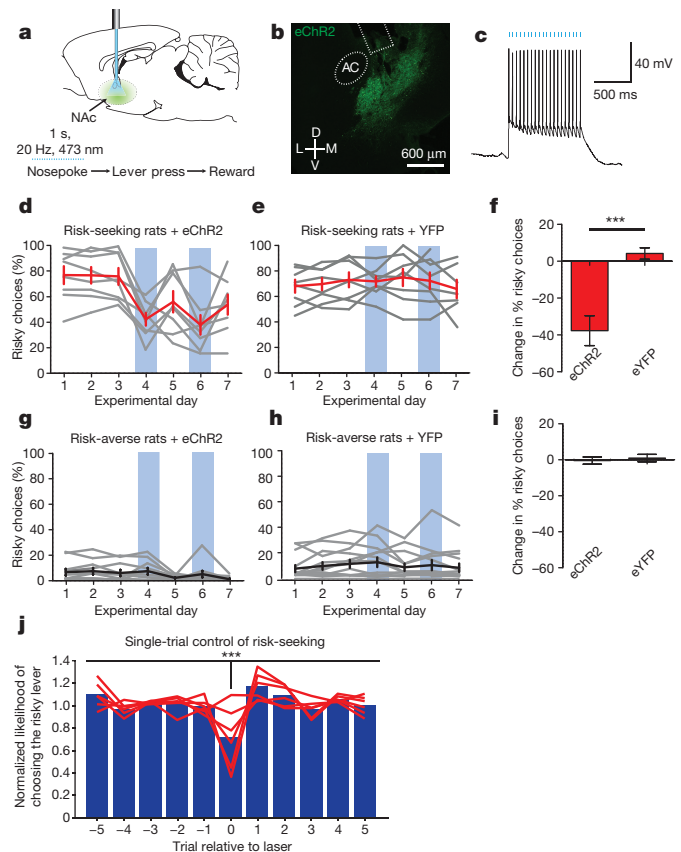 a
NAc
1 s,
20 Hz, 473 nm
Nosepoke → Lever press → Reward
b
eChR2
AC
D
L M
V
600 μm
c
40 mV
500 ms
d
Risk-seeking rats + eChR2
Risky choices (%)
100
80
60
40
20
0
1 2 3 4 5 6 7
Experimental day
e
Risk-seeking rats + YFP
100
80
60
40
20
0
1 2 3 4 5 6 7
Experimental day
f
Change in % risky choices
20
0
−20
−40
−60
***
eChR2
eYFP
g
Risk-averse rats + eChR2
Risky choices (%)
100
80
60
40
20
0
1 2 3 4 5 6 7
Experimental day
h
Risk-averse rats + YFP
100
80
60
40
20
0
1 2 3 4 5 6 7
Experimental day
i
Change in % risky choices
20
0
−20
−40
−60
eChR2
eYFP
j
Single-trial control of risk-seeking
***
Normalized likelihood of
choosing the risky lever
1.4
1.2
1.0
0.8
0.6
0.4
0.2
0
−5 −4 −3 −2 −1 0 1 2 3 4 5
Trial relative to laser